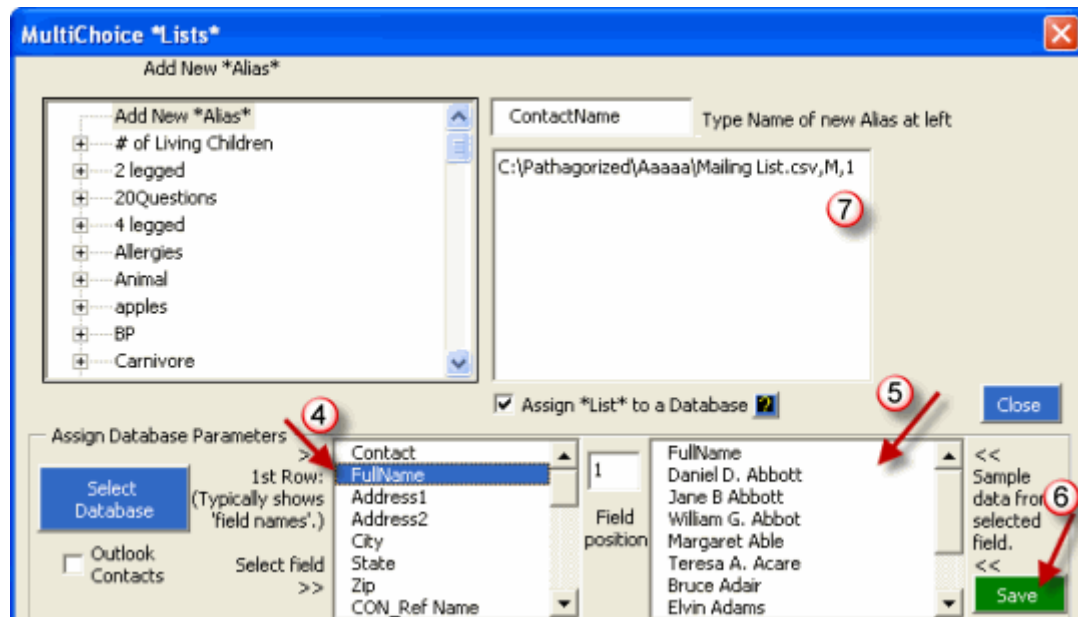 MultiChoice *Lists*
Add New *Alias*
Add New *Alias*
# of Living Children
2 legged
20Questions
4 legged
Allergies
Animal
apples
BP
Carnivore
ContactName
Type Name of new Alias at left
C:\Pathagorized\Aaaaa\Mailing List.csv,M,1
7
Assign *List* to a Database
?
5
Close
4
Assign Database Parameters
Select
Database
Outlook
Contacts
>>
1st Row:
(Typically shows
'field names'.)
Select field
>>
Contact
FullName
Address1
Address2
City
State
Zip
CON_Ref Name
1
Field
position
FullName
Daniel D. Abbott
Jane B Abbott
William G. Abbot
Margaret Able
Teresa A. Acare
Bruce Adair
Elvin Adams
<<
Sample
data from
selected
field.
<<
6
Save